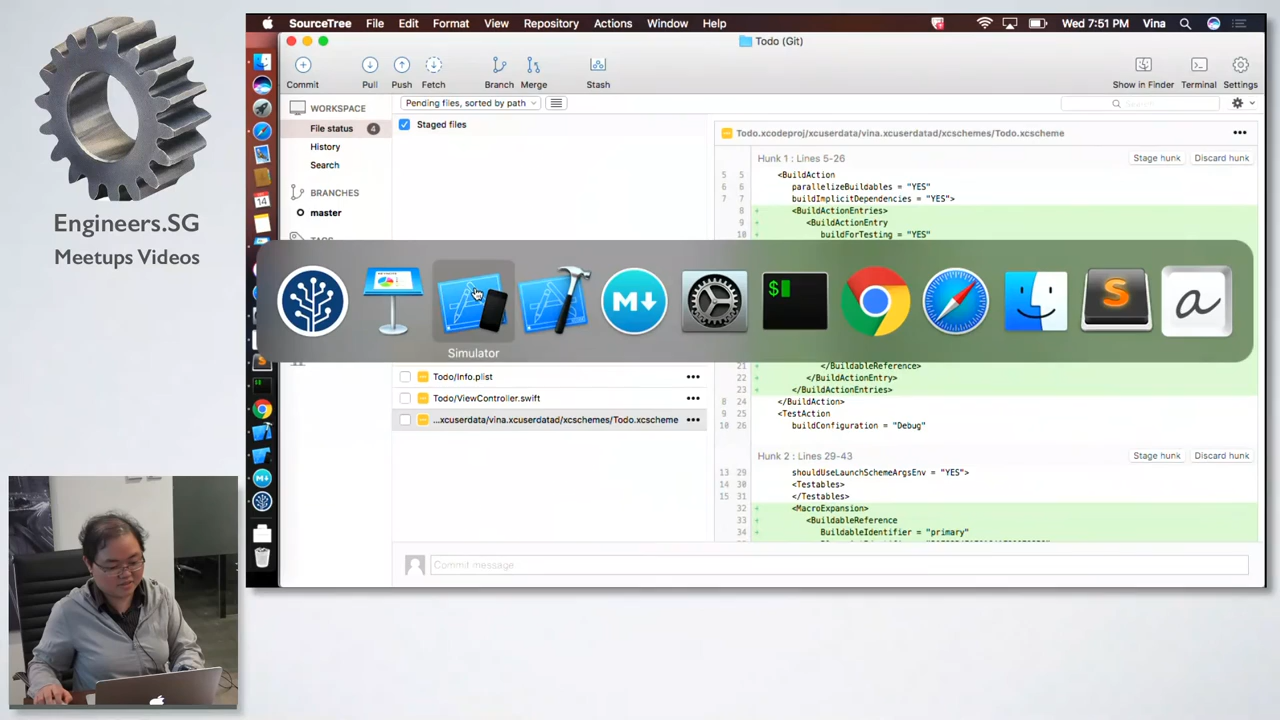 Engineers.SG
Meetups Videos
SourceTree File Edit Format View Repository Actions Window Help
Wed 7:51 PM Vina
Todo (Git)
Commit Pull Push Fetch Branch Merge Stash Show in Finder Terminal Settings
WORKSPACE
File status 4
History
Search
BRANCHES
master
Pending files, sorted by path
Search
Staged files
Todo.xcodeproj/xcuserdata/vina.xcuserdatad/xcschemes/Todo.xcscheme
Hunk 1 : Lines 5-26 Stage hunk Discard hunk
5 5 <BuildAction
6 6 parallelizeBuildables = "YES"
7 7 buildImplicitDependencies = "YES">
8 + <BuildActionEntries>
9 + <BuildActionEntry
10 + buildForTesting = "YES"
M
$
S
a
Simulator
Todo/Info.plist
Todo/ViewController.swift
...xcuserdata/vina.xcuserdatad/xcschemes/Todo.xcscheme
21 + </BuildableReference>
22 + </BuildActionEntry>
23 + </BuildActionEntries>
8 24 </BuildAction>
9 25 <TestAction
10 26 buildConfiguration = "Debug"
Hunk 2 : Lines 29-43 Stage hunk Discard hunk
13 29 shouldUseLaunchSchemeArgsEnv = "YES">
14 30 <Testables>
15 31 </Testables>
32 + <MacroExpansion>
33 + <BuildableReference
34 + BuildableIdentifier = "primary"
Commit message